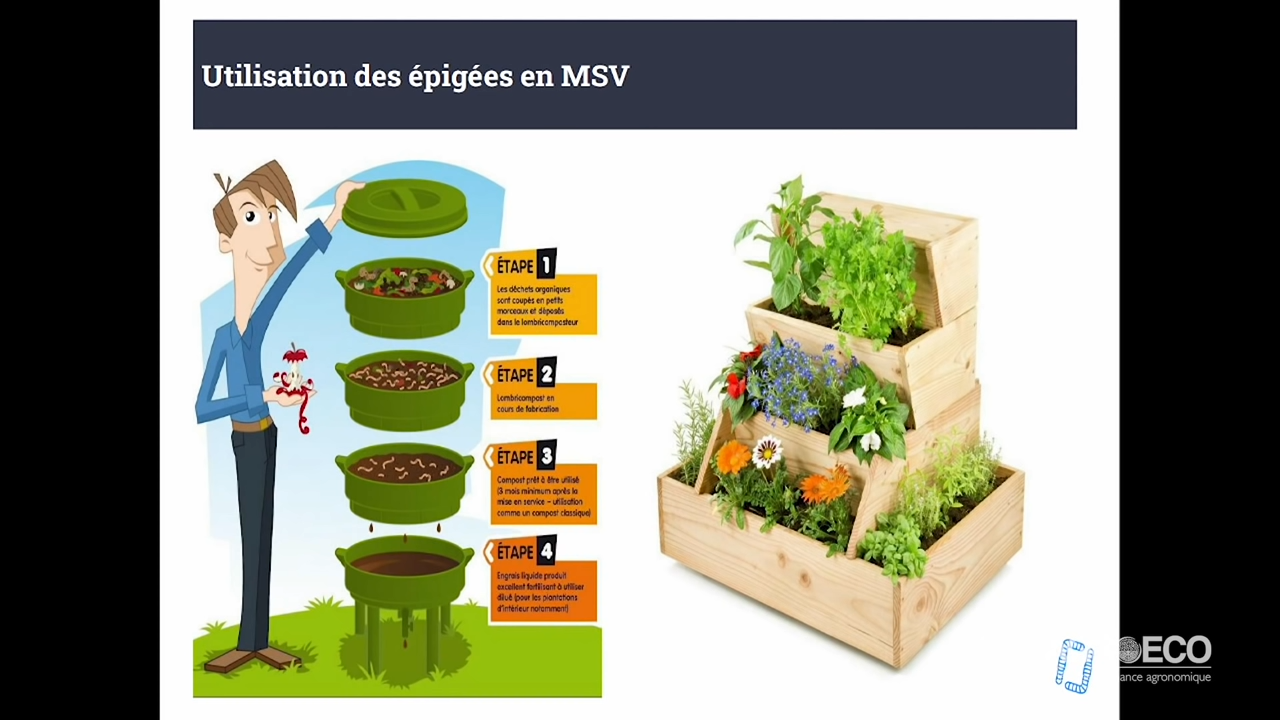 Utilisation des épigées en MSV
ÉTAPE 1
Les déchets organiques
sont coupés en petits
morceaux et déposés
dans le lombricomposteur
ÉTAPE 2
Lombricompost en
cours de fabrication
ÉTAPE 3
Compost prêt à être utilisé
(3 mois minimum après la
mise en service – utilisation
comme un compost classique)
ÉTAPE 4
Engrais liquide produit
excellent fertilisant à utiliser
dilué (pour les plantations
d'intérieur notamment)
ECO
ance agronomique